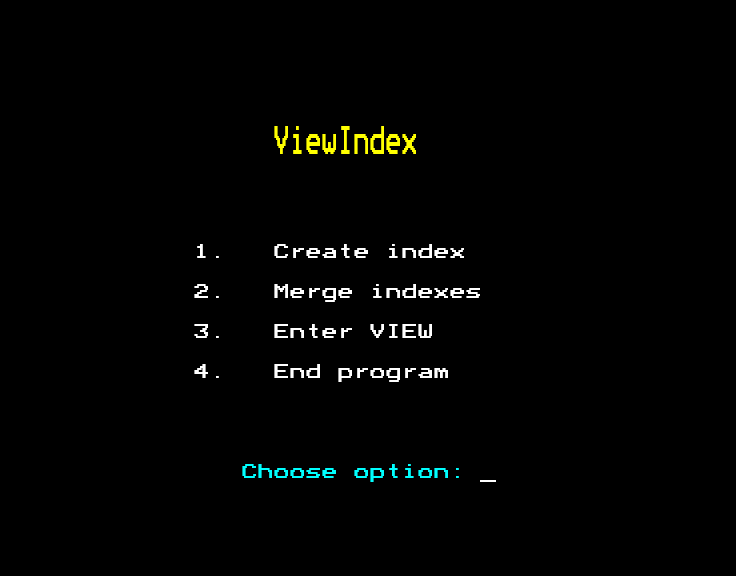 ViewIndex
1. Create index
2. Merge indexes
3. Enter VIEW
4. End program
Choose option: _